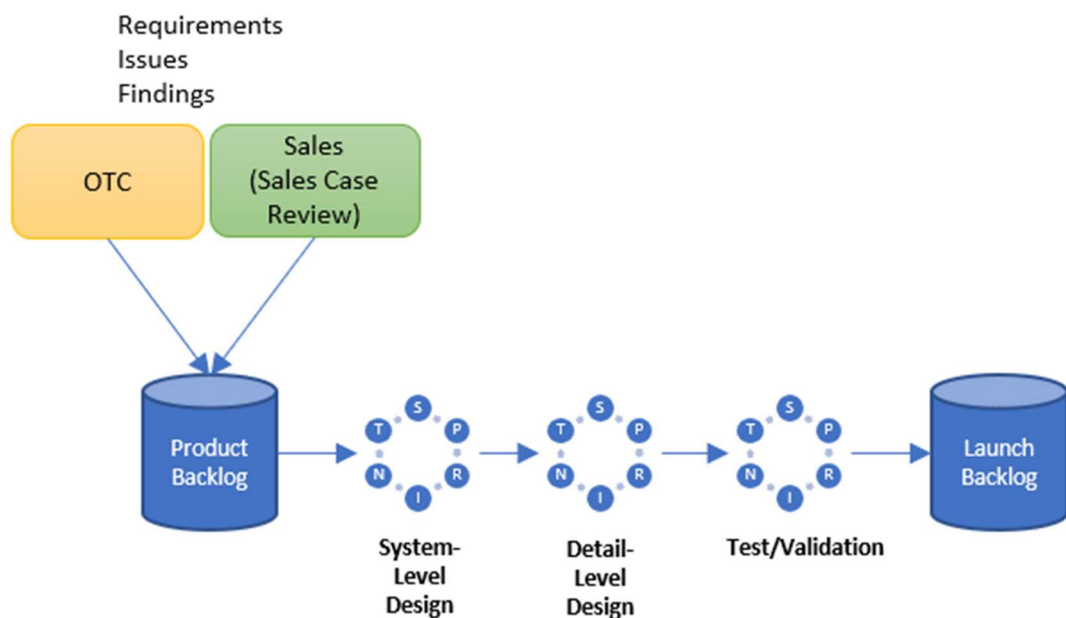 Requirements
Issues
Findings
OTC
Sales
(Sales Case
Review)
Product
Backlog
S
P
R
I
N
T
S
P
R
I
N
T
S
P
R
I
N
T
Launch
Backlog
System-
Level
Design
Detail-
Level
Design
Test/Validation